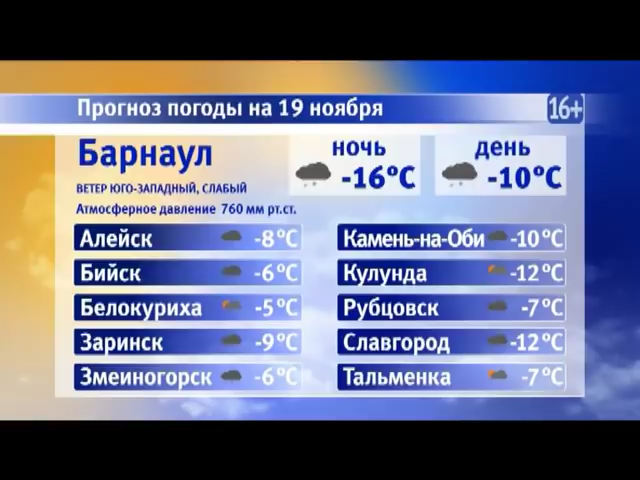 Прогноз погоды на 19 ноября 16+
Барнаул
ночь
-16°C
день
-10°C
ВЕТЕР ЮГО-ЗАПАДНЫЙ, СЛАБЫЙ
Атмосферное давление 760 мм рт.ст.
Алейск -8°C
Бийск -6°C
Белокуриха -5°C
Заринск -9°C
Змеиногорск -6°C
Камень-на-Оби -10°C
Кулунда -12°C
Рубцовск -7°C
Славгород -12°C
Тальменка -7°C